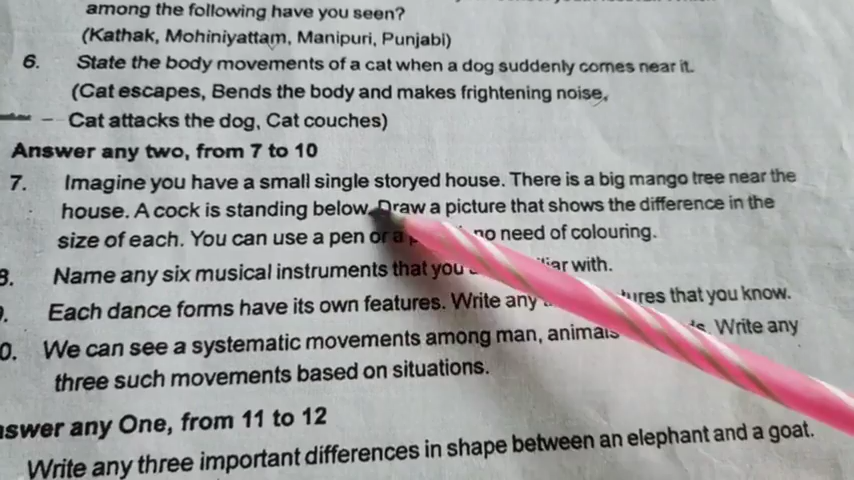 among the following have you seen?
(Kathak, Mohiniyattam, Manipuri, Punjabi)
6. State the body movements of a cat when a dog suddenly comes near it.
(Cat escapes, Bends the body and makes frightening noise,
Cat attacks the dog, Cat couches)
Answer any two, from 7 to 10
7. Imagine you have a small single storyed house. There is a big mango tree near the
house. A cock is standing below. Draw a picture that shows the difference in the
size of each. You can use a pen or a no need of colouring.
8. Name any six musical instruments that you with.
Each dance forms have its own features. Write any that you know.
0. We can see a systematic movements among man, animals Write any
three such movements based on situations.
nswer any One, from 11 to 12
Write any three important differences in shape between an elephant and a goat.